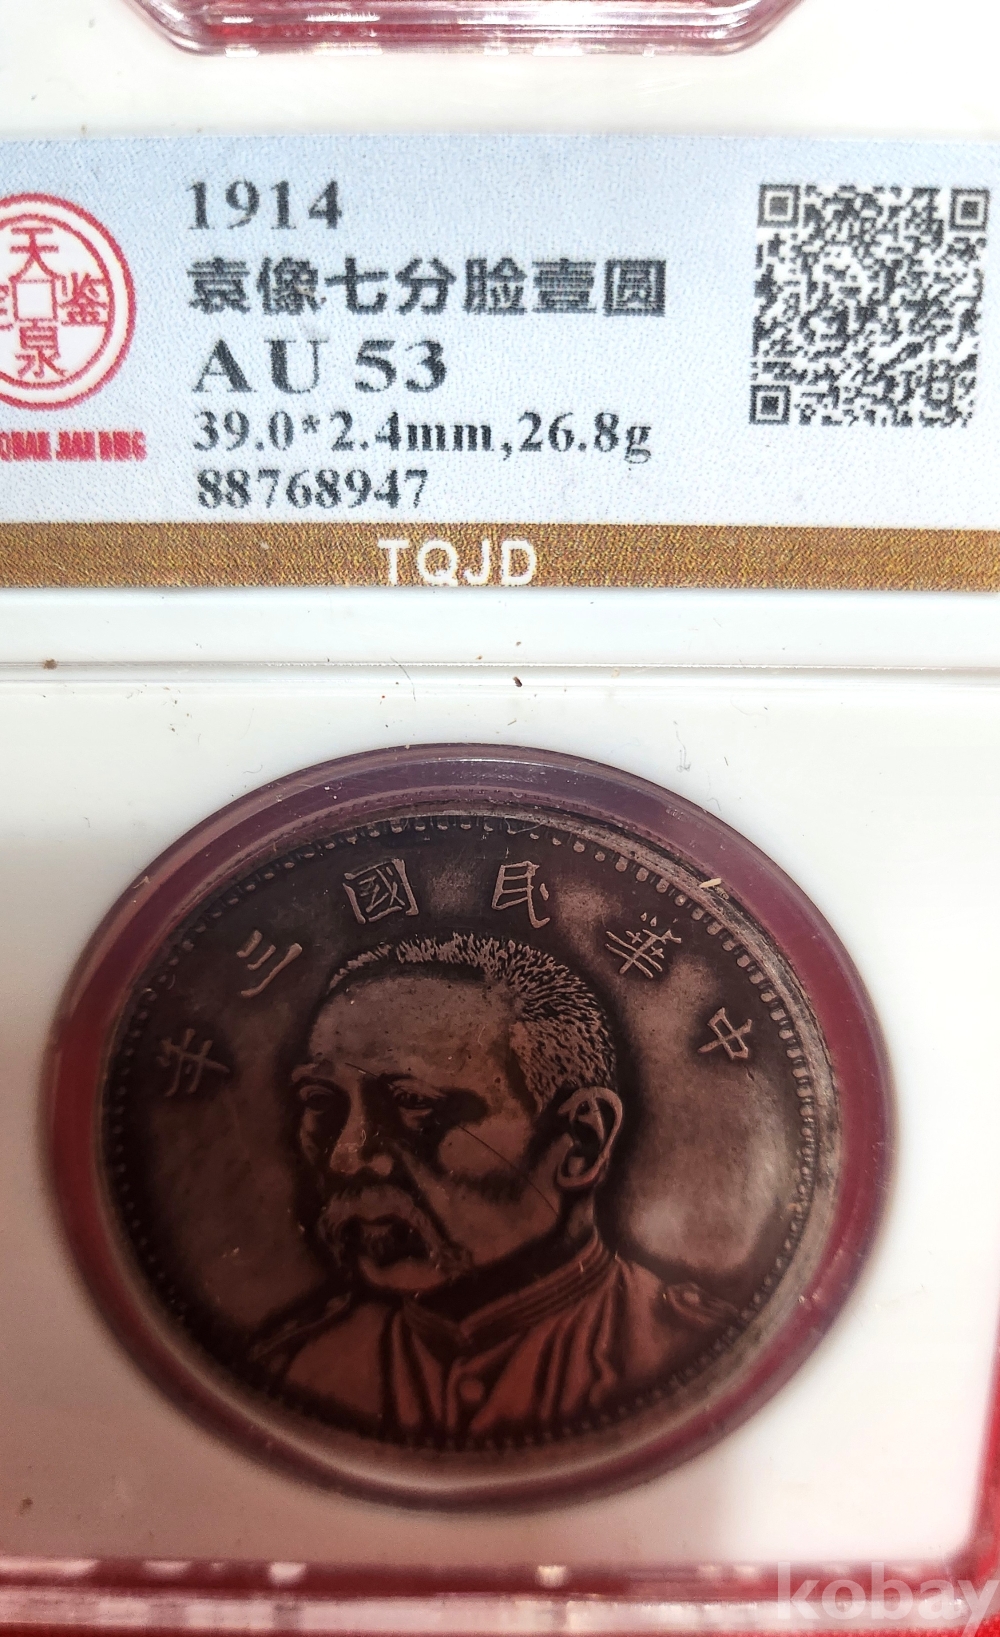 1914
袁像七分脸壹圆
AU 53
39.0*2.4mm,26.8g
88768947
天
鉴
泉
TQJD
中華民國三年
kobay